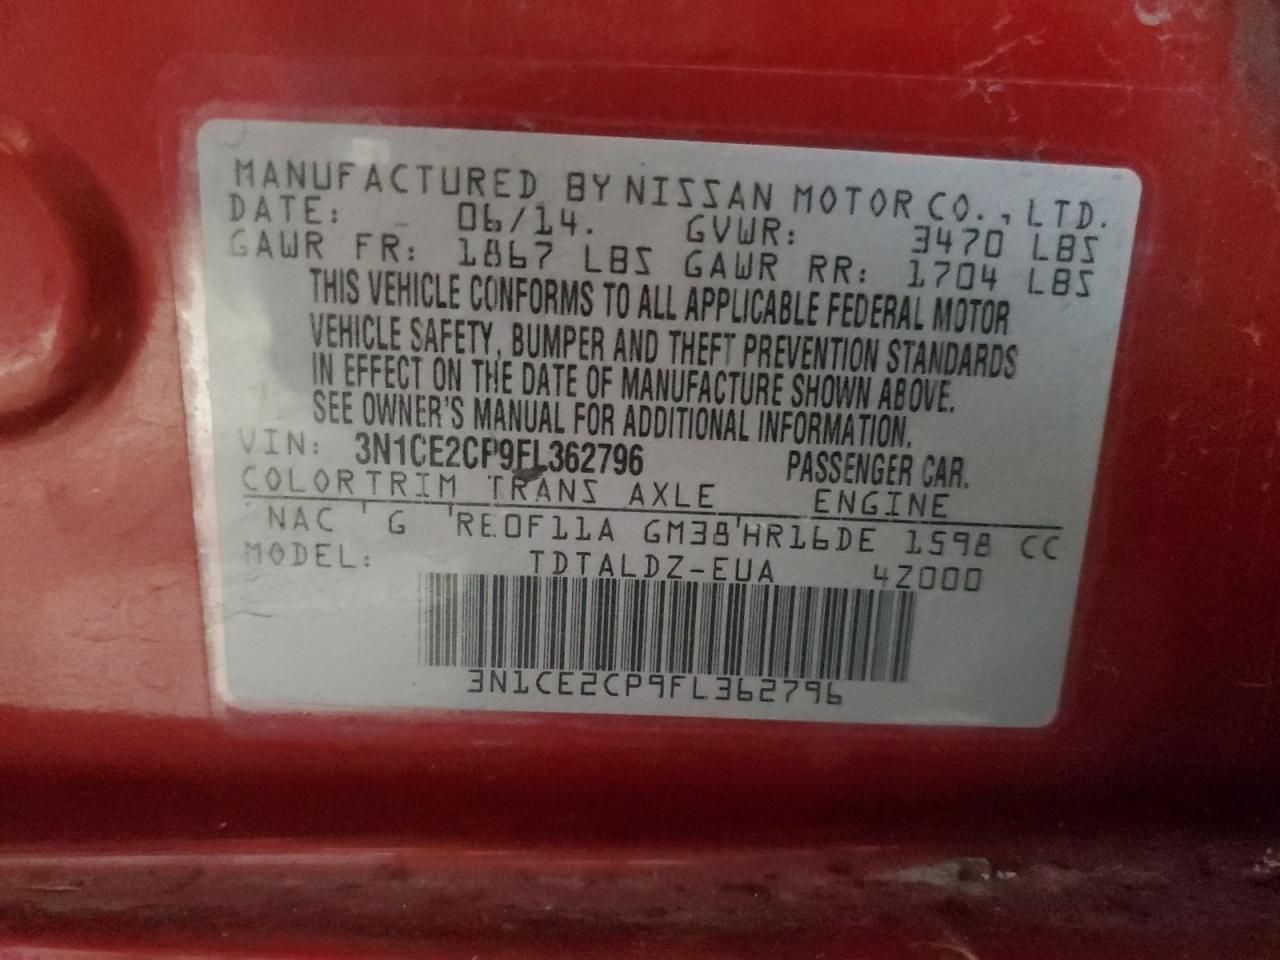 MANUFACTURED BY NISSAN MOTOR CO., LTD.
DATE: 06/14. GVWR: 3470 LBS
GAWR FR: 1867 LBS GAWR RR: 1704 LBS
THIS VEHICLE CONFORMS TO ALL APPLICABLE FEDERAL MOTOR
VEHICLE SAFETY, BUMPER AND THEFT PREVENTION STANDARDS
IN EFFECT ON THE DATE OF MANUFACTURE SHOWN ABOVE.
SEE OWNER'S MANUAL FOR ADDITIONAL INFORMATION.
VIN: 3N1CE2CP9FL362796 PASSENGER CAR.
COLOR TRIM TRANS AXLE ENGINE
NAC G RE0F11A GM38 HR16DE 1598 CC
MODEL: TDTALDZ-EUA 4Z000
3N1CE2CP9FL362796